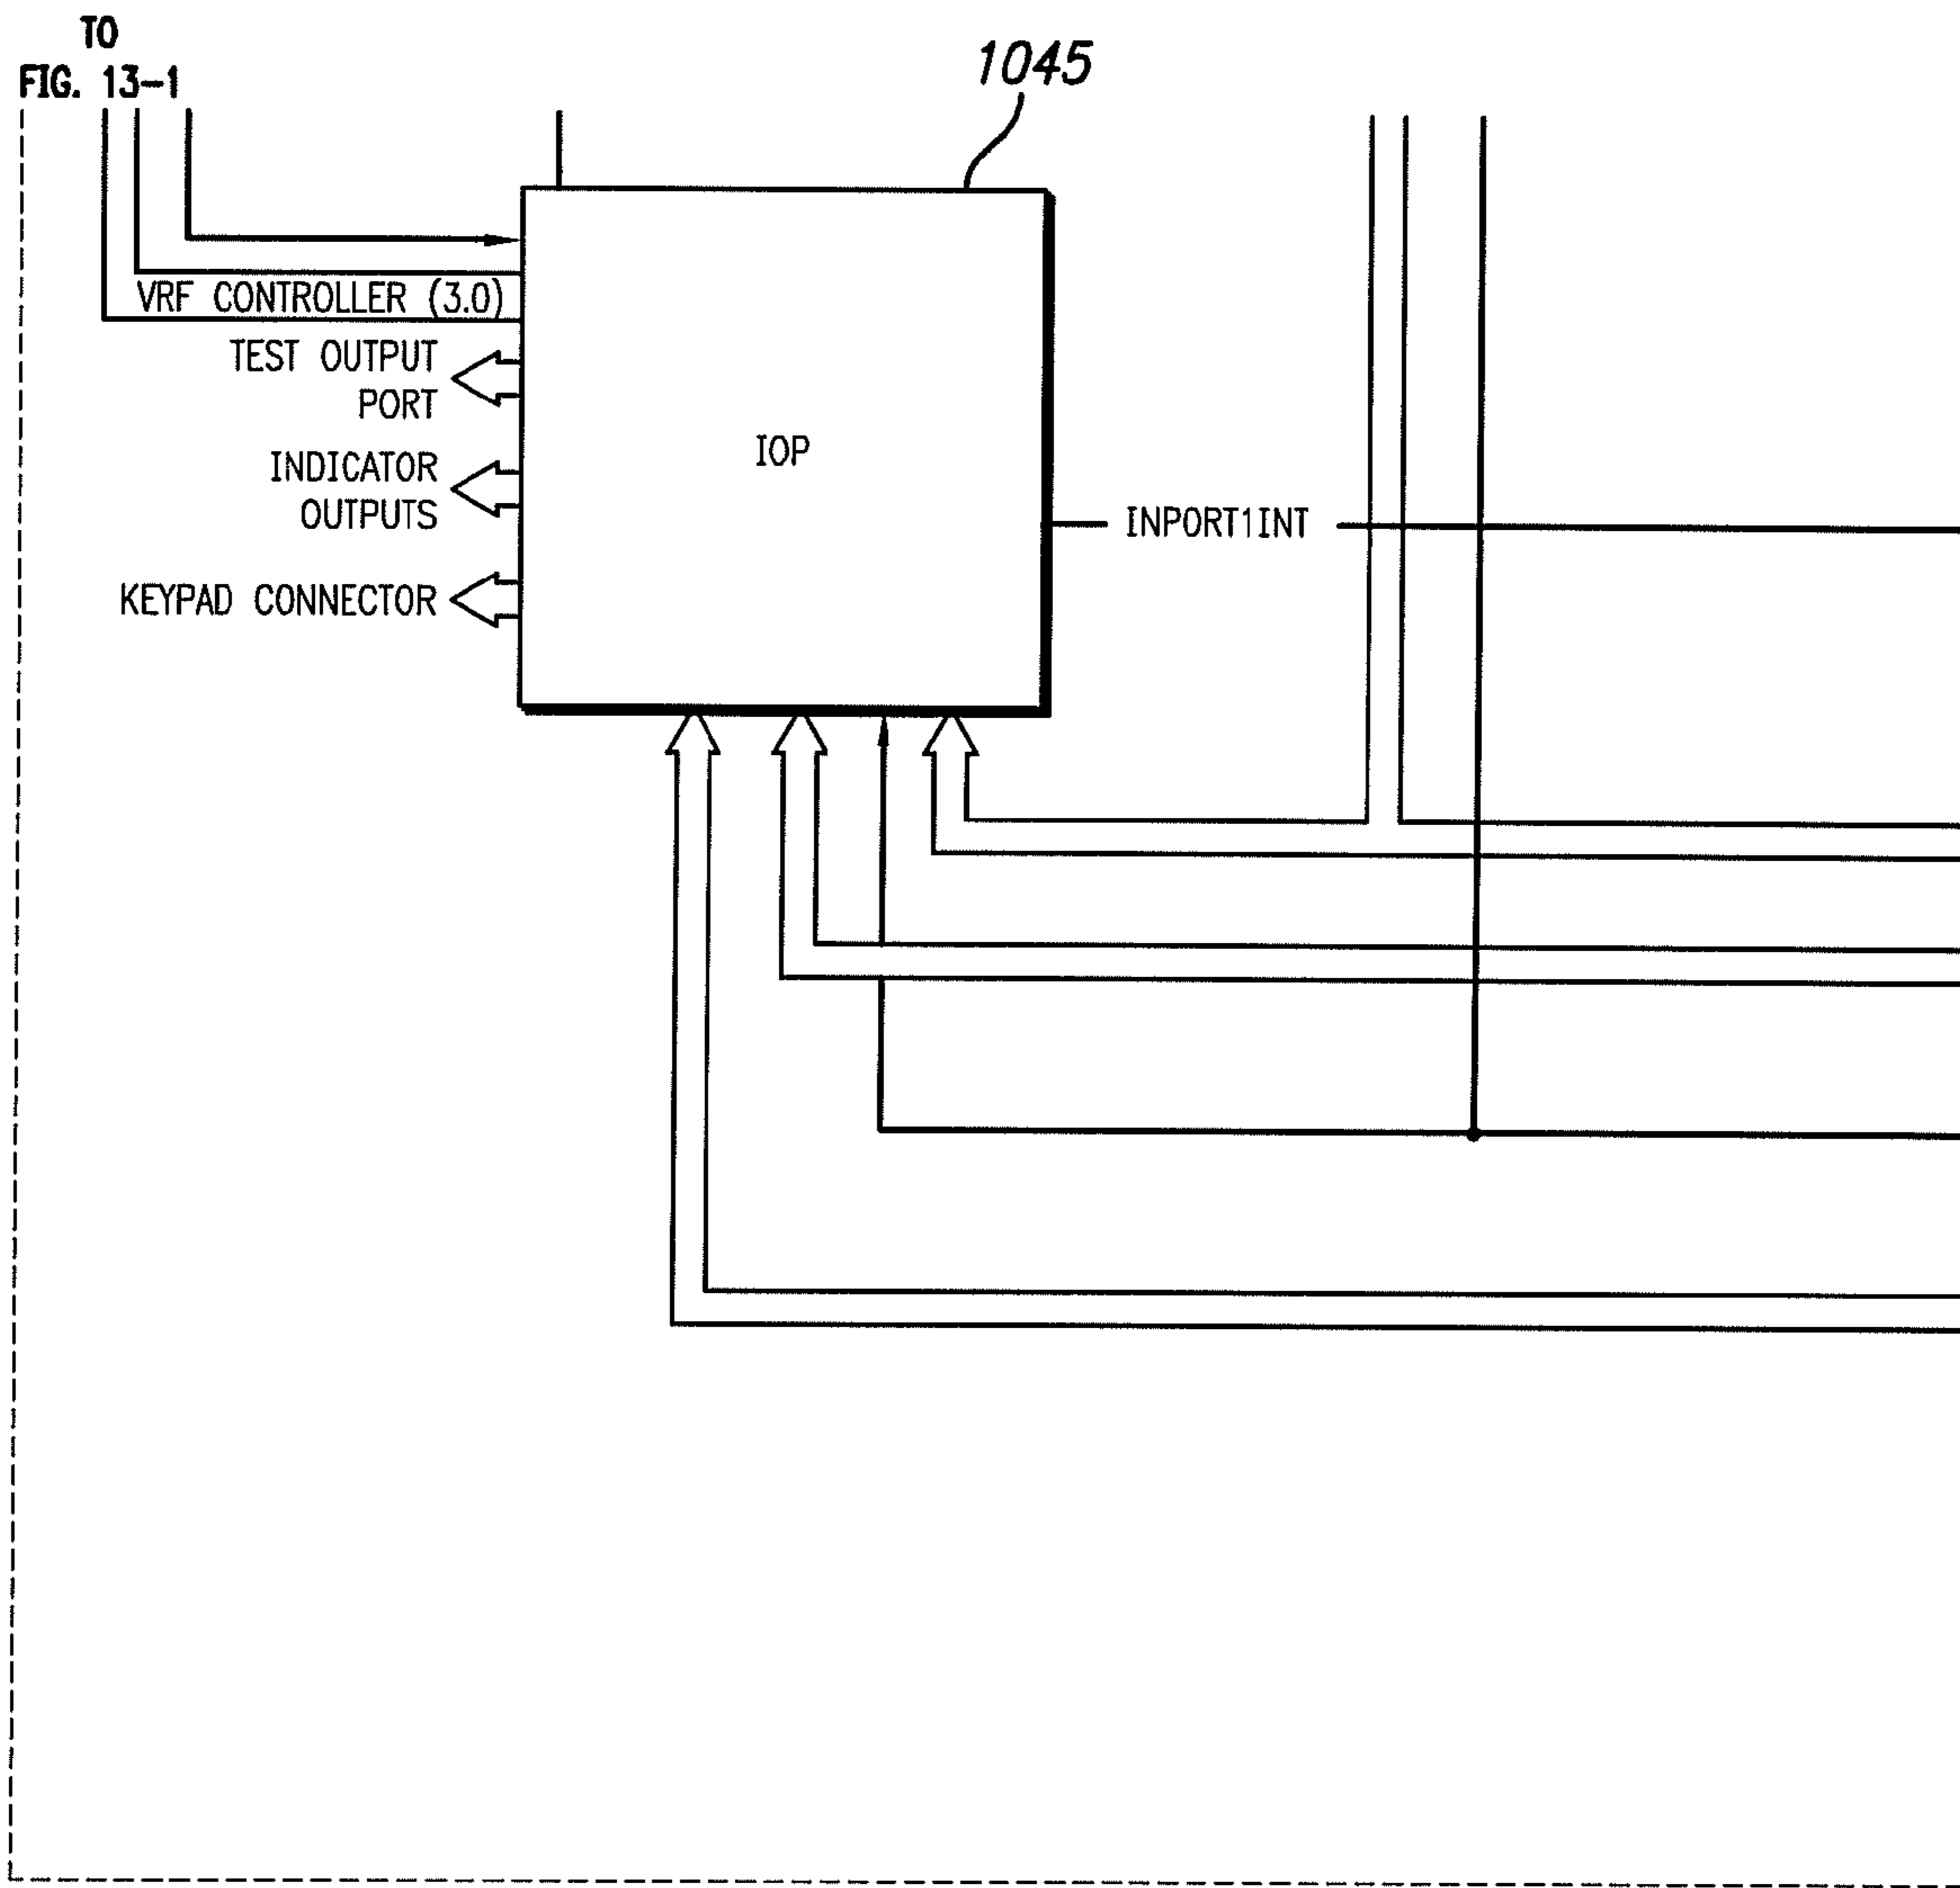 TO
FIG. 13-1
1045
VRF CONTROLLER (3.0)
TEST OUTPUT
PORT
IOP
INDICATOR
OUTPUTS
INPORT1INT
KEYPAD CONNECTOR